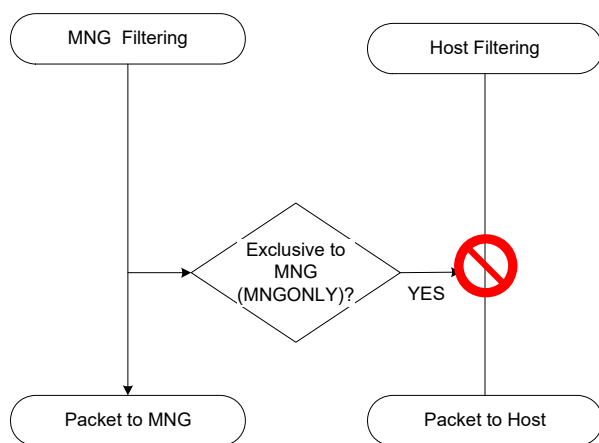 MNG Filtering
Host Filtering
Exclusive to
MNG
(MNGONLY)?
YES
Packet to MNG
Packet to Host